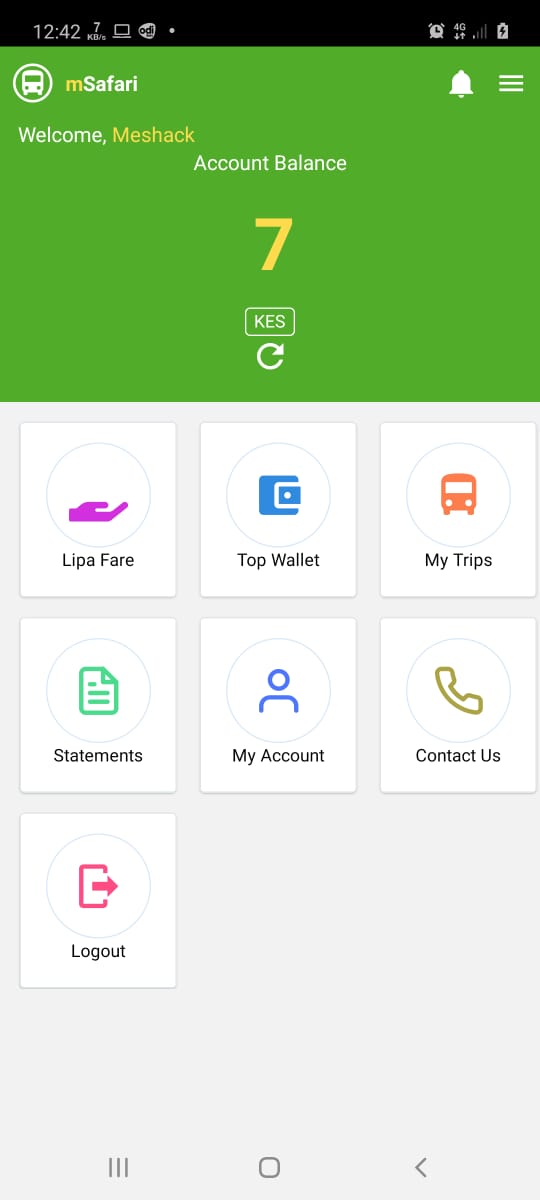 12:42 7 KB/s odi 4G
mSafari
Welcome, Meshack
Account Balance
7
KES
Lipa Fare
Top Wallet
My Trips
Statements
My Account
Contact Us
Logout